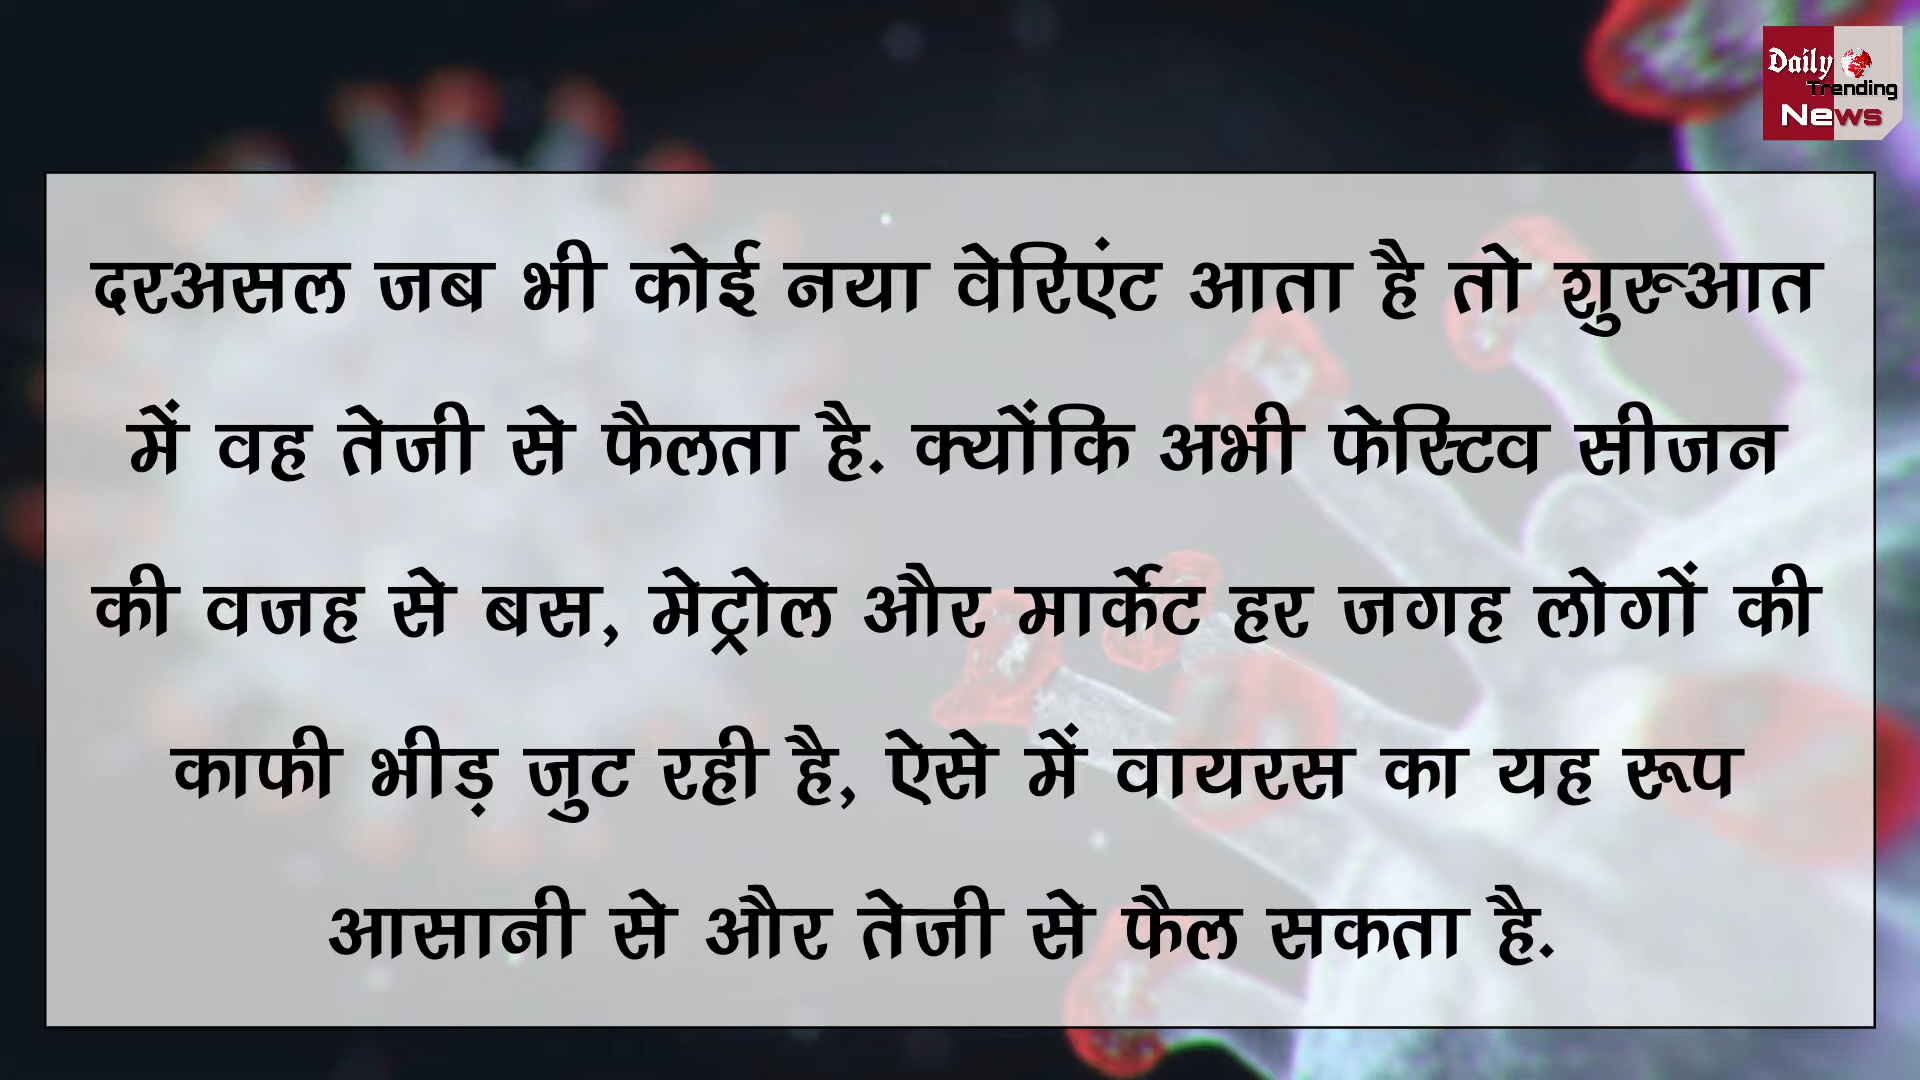 Daily
Trending
News
दरअसल जब भी कोई नया वेरिएंट आता है तो शुरूआत
में वह तेजी से फैलता है. क्योंकि अभी फेस्टिव सीजन
की वजह से बस, मेट्रोल और मार्केट हर जगह लोगों की
काफी भीड़ जुट रही है, ऐसे में वायरस का यह रूप
आसानी से और तेजी से फैल सकता है.